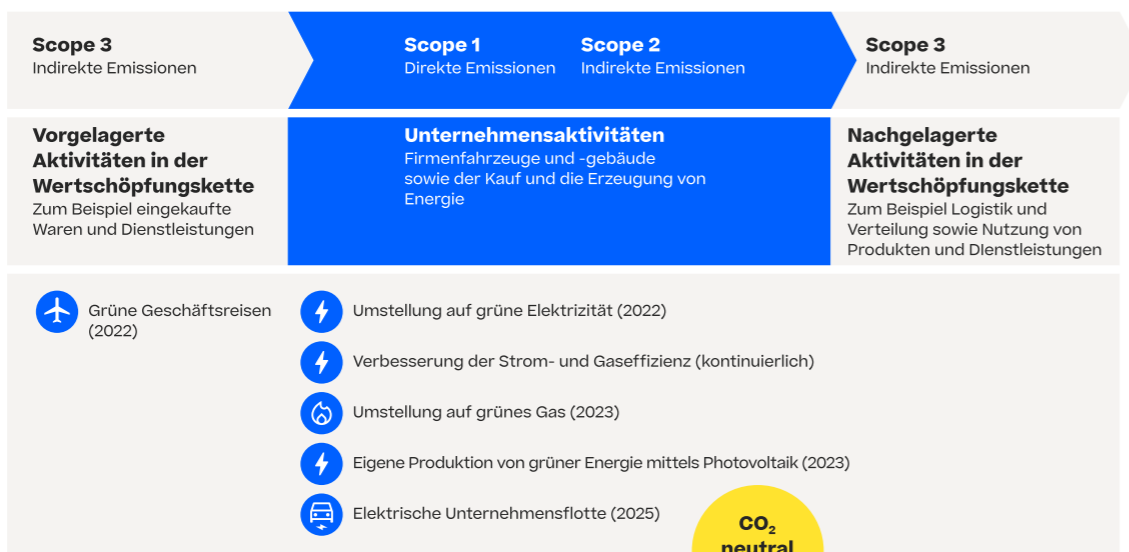 Scope 3
Indirekte Emissionen
Scope 1
Direkte Emissionen
Scope 2
Indirekte Emissionen
Scope 3
Indirekte Emissionen
Vorgelagerte
Aktivitäten in der
Wertschöpfungskette
Zum Beispiel eingekaufte
Waren und Dienstleistungen
Unternehmensaktivitäten
Firmenfahrzeuge und -gebäude
sowie der Kauf und die Erzeugung von
Energie
Nachgelagerte
Aktivitäten in der
Wertschöpfungskette
Zum Beispiel Logistik und
Verteilung sowie Nutzung von
Produkten und DIenstleistungen
Grüne Geschäftsreisen
(2022)
Umstellung auf grüne Elektrizität (2022)
Verbesserung der Strom- und Gaseffizienz (kontinuierlich)
Umstellung auf grünes Gas (2023)
Eigene Produktion von grüner Energie mittels Photovoltaik (2023)
Elektrische Unternehmensflotte (2025)
CO₂
neutral